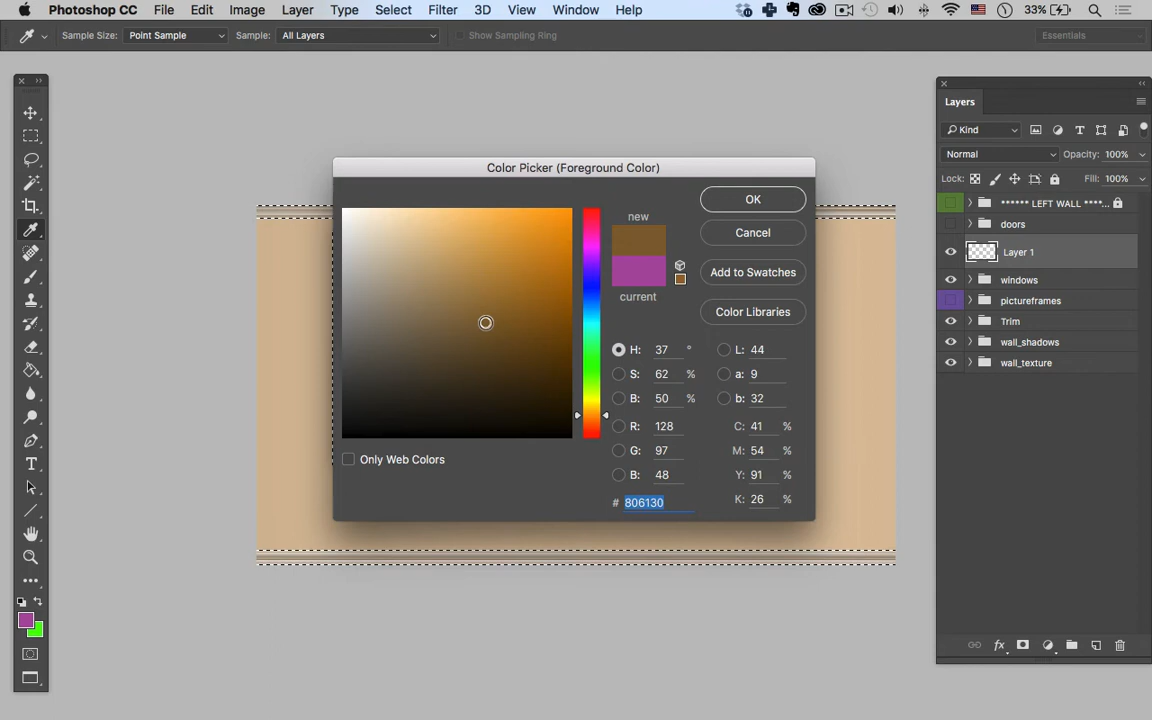 Photoshop CC File Edit Image Layer Type Select Filter 3D View Window Help 33%
Sample Size: Point Sample Sample: All Layers Show Sampling Ring Essentials
Layers
Kind
Normal Opacity: 100%
Lock: Fill: 100%
****** LEFT WALL ****...
doors
Layer 1
windows
pictureframes
Trim
wall_shadows
wall_texture
Color Picker (Foreground Color)
new
current
OK
Cancel
Add to Swatches
Color Libraries
H: 37 ° L: 44
S: 62 % a: 9
B: 50 % b: 32
R: 128 C: 41 %
G: 97 M: 54 %
B: 48 Y: 91 %
# 806130 K: 26 %
Only Web Colors